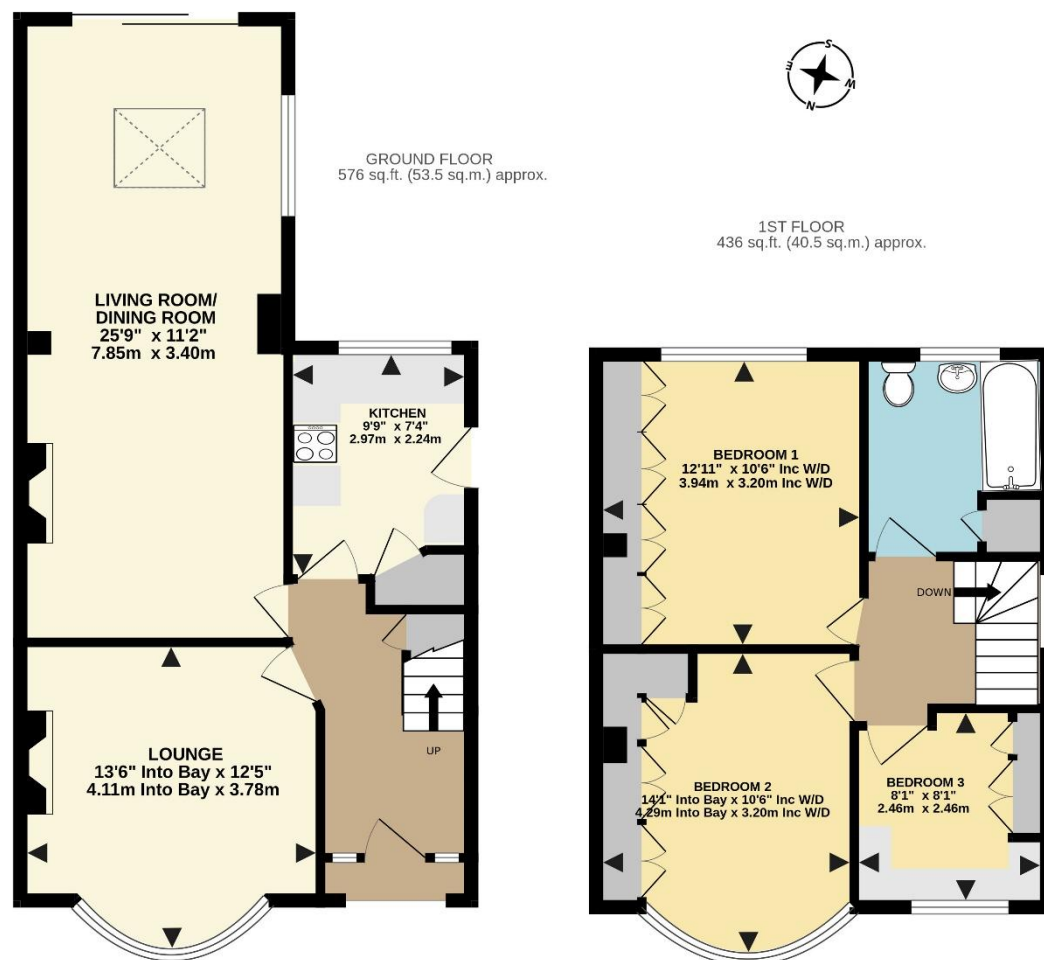 S
E
W
N
GROUND FLOOR
576 sq.ft. (53.5 sq.m.) approx.
1ST FLOOR
436 sq.ft. (40.5 sq.m.) approx.
LIVING ROOM/
DINING ROOM
25'9" x 11'2"
7.85m x 3.40m
KITCHEN
9'9" x 7'4"
2.97m x 2.24m
LOUNGE
13'6" Into Bay x 12'5"
4.11m Into Bay x 3.78m
UP
BEDROOM 1
12'11" x 10'6" Inc W/D
3.94m x 3.20m Inc W/D
DOWN
BEDROOM 2
14'1" Into Bay x 10'6" Inc W/D
4.29m Into Bay x 3.20m Inc W/D
BEDROOM 3
8'1" x 8'1"
2.46m x 2.46m